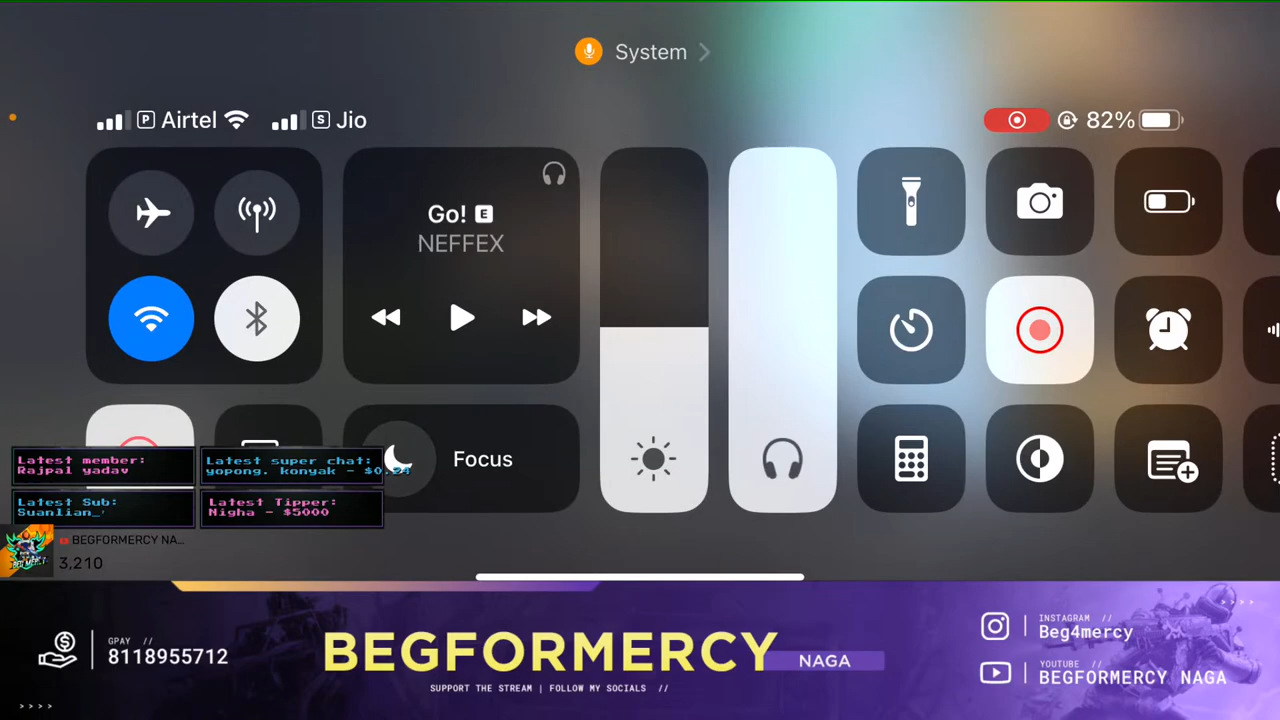 System
P Airtel
S Jio
82%
Go! E
NEFFEX
Focus
Latest member:
Rajpal yadav
Latest super chat:
yopong. konyak - $0.
Latest Sub:
Suanlian_
Latest Tipper:
Nigha - $5000
BEGFORMERCY NA...
3,210
GPAY //
8118955712
BEGFORMERCY
NAGA
SUPPORT THE STREAM | FOLLOW MY SOCIALS //
INSTAGRAM //
Beg4mercy
YOUTUBE //
BEGFORMERCY NAGA
>>>>
>>>>